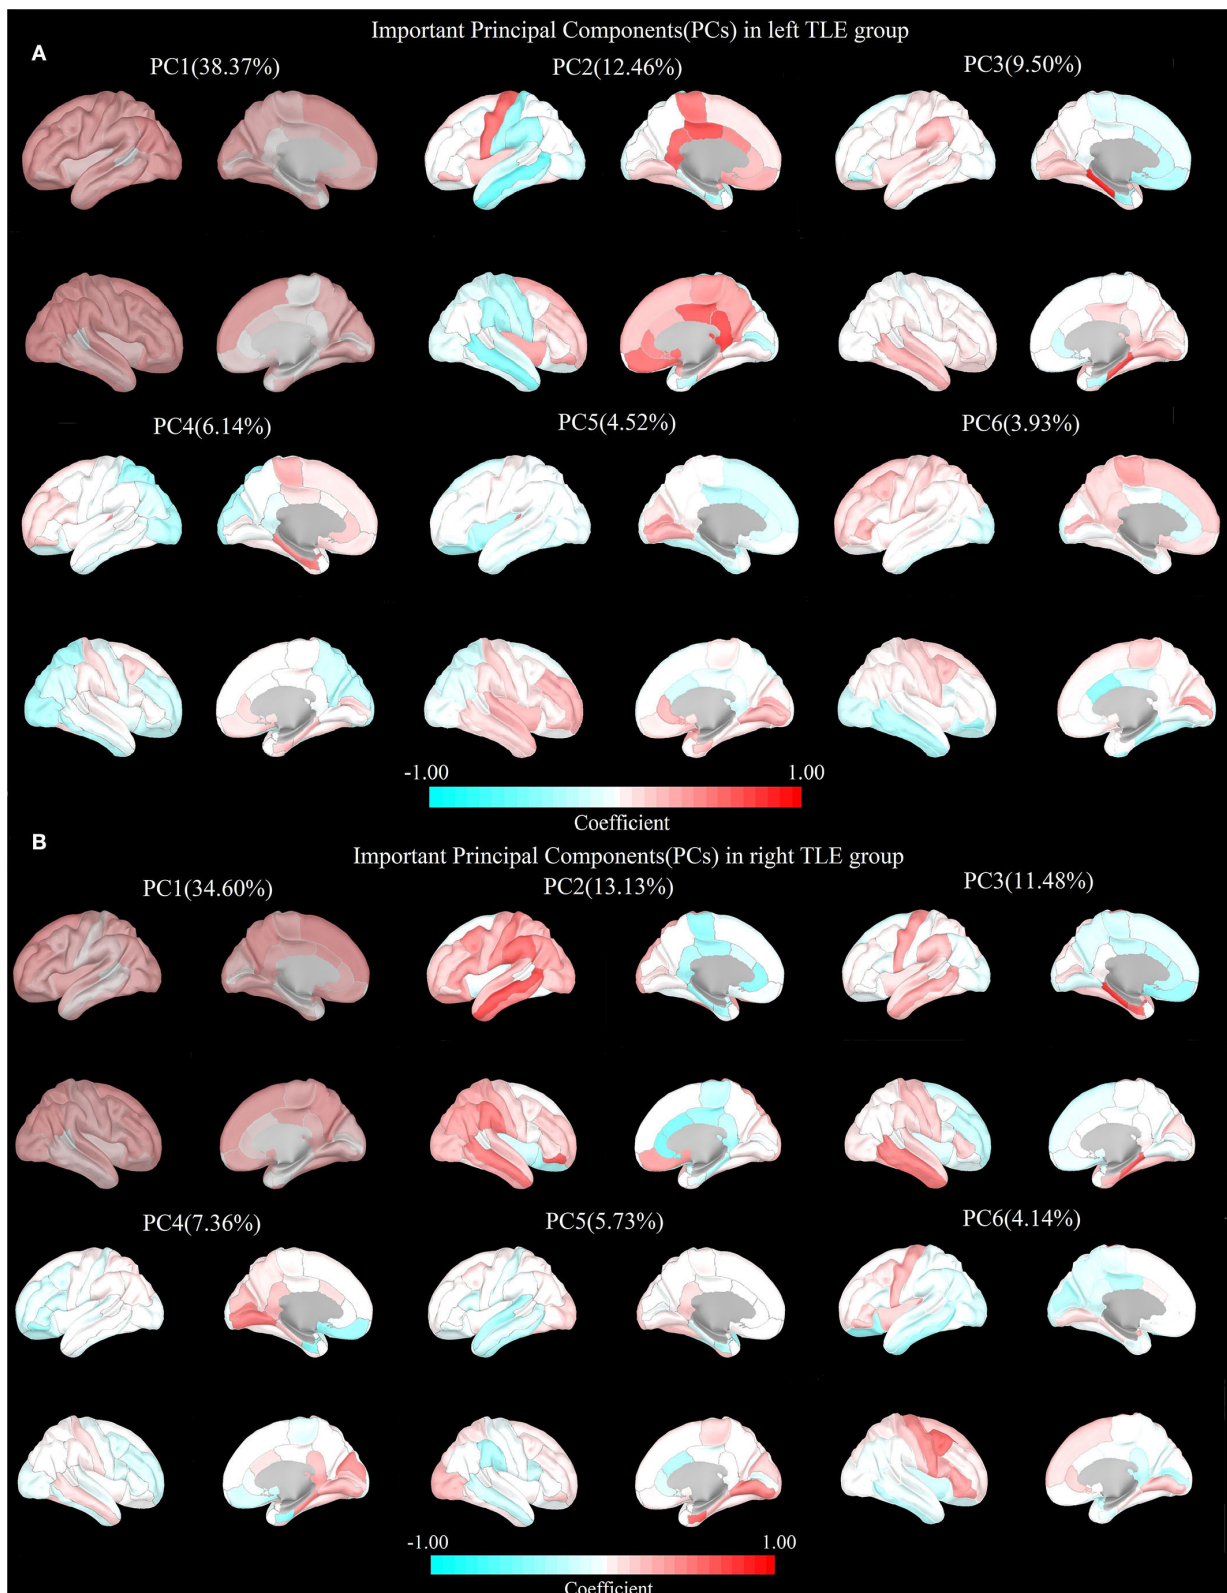 Important Principal Components(PCs) in left TLE group
A
PC1(38.37%)
PC2(12.46%)
PC3(9.50%)
PC4(6.14%)
PC5(4.52%)
PC6(3.93%)
-1.00
1.00
Coefficient
B
Important Principal Components(PCs) in right TLE group
PC1(34.60%)
PC2(13.13%)
PC3(11.48%)
PC4(7.36%)
PC5(5.73%)
PC6(4.14%)
-1.00
1.00
Coefficient